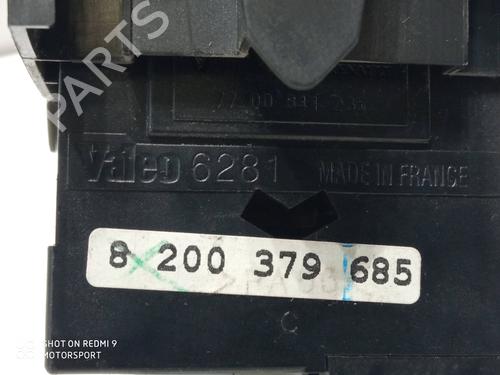 PARTS
Valeo 6281 MADE IN FRANCE
8 200 379 685
C
SHOT ON REDMI 9
MOTORSPORT